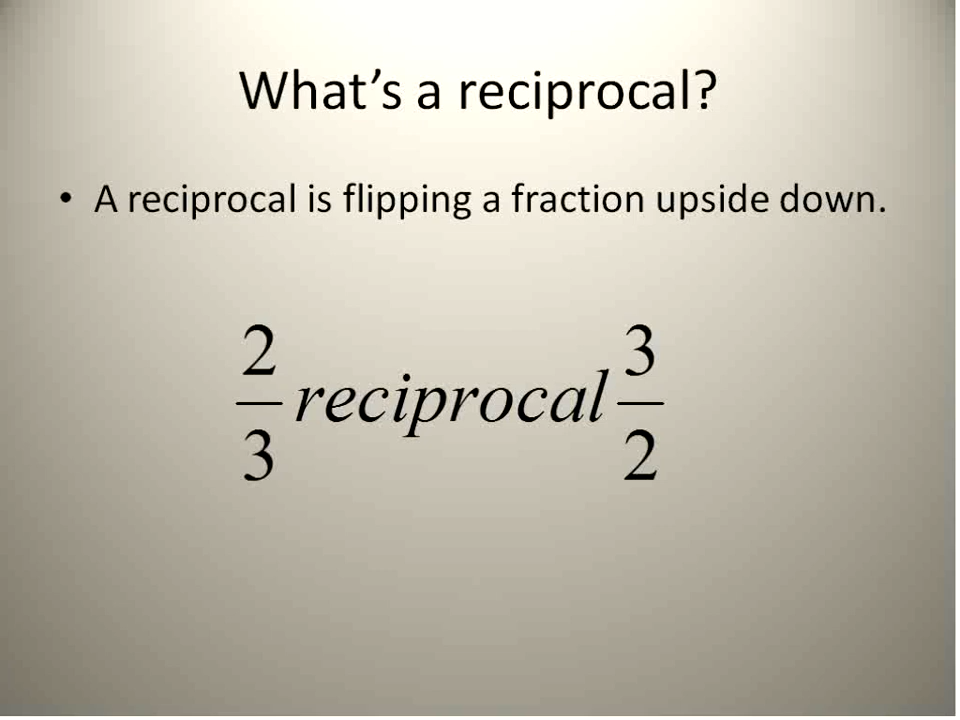 What's a reciprocal?
• A reciprocal is flipping a fraction upside down.
2/3 reciprocal 3/2